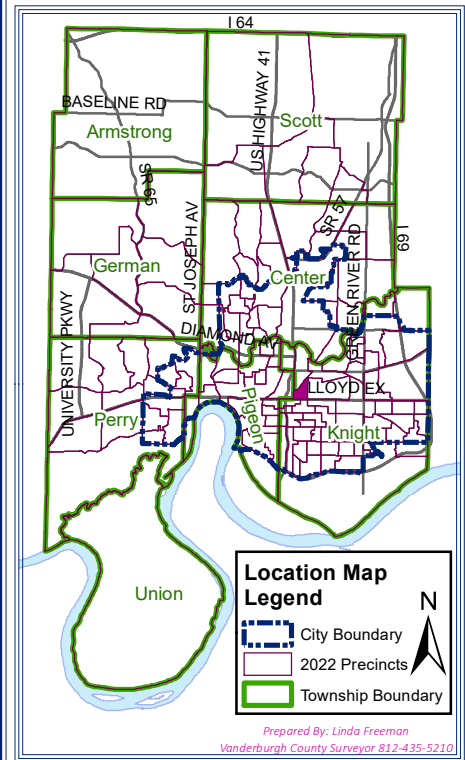 I 64
US HIGHWAY 41
BASELINE RD
Scott
Armstrong
SR 65
ST JOSEPH AV
SR 57
GREEN RIVER RD
I 69
German
Center
UNIVERSITY PKWY
DIAMOND AV
LLOYD EX
Pigeon
Perry
Knight
Union
Location Map
Legend
N
City Boundary
2022 Precincts
Township Boundary
Prepared By: Linda Freeman
Vanderburgh County Surveyor 812-435-5210